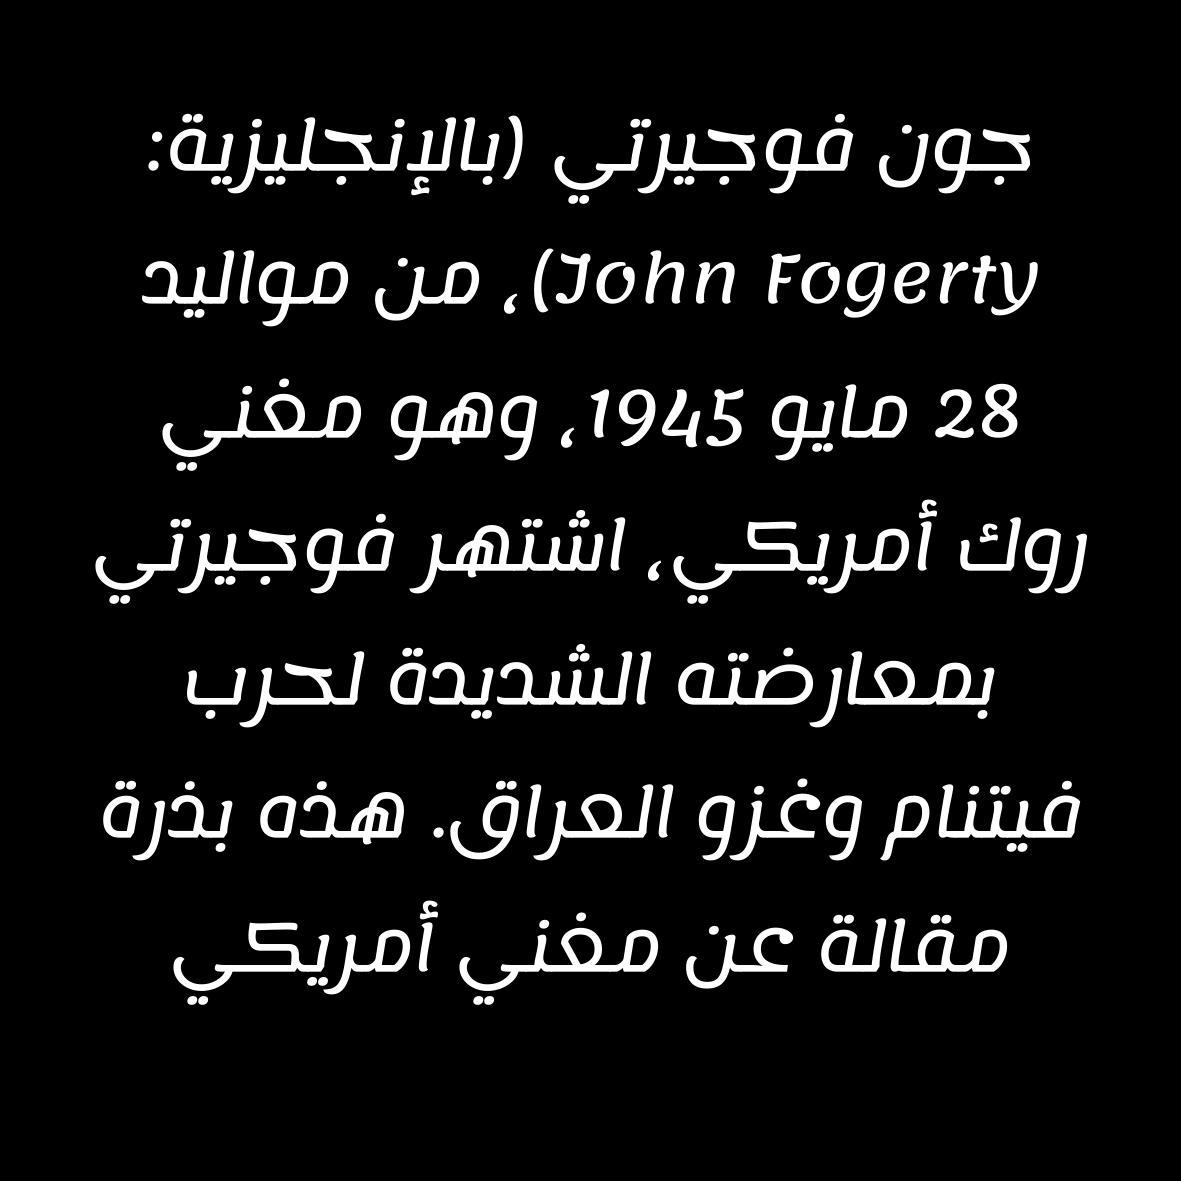 جون فوجيرتي (بالإنجليزية:
John Fogerty)، من مواليد
28 مايو 1945، وهو مغني
روك أمريكي، اشتهر فوجيرتي
بمعارضته الشديدة لحرب
فيتنام وغزو العراق. هذه بذرة
مقالة عن مغني أمريكي